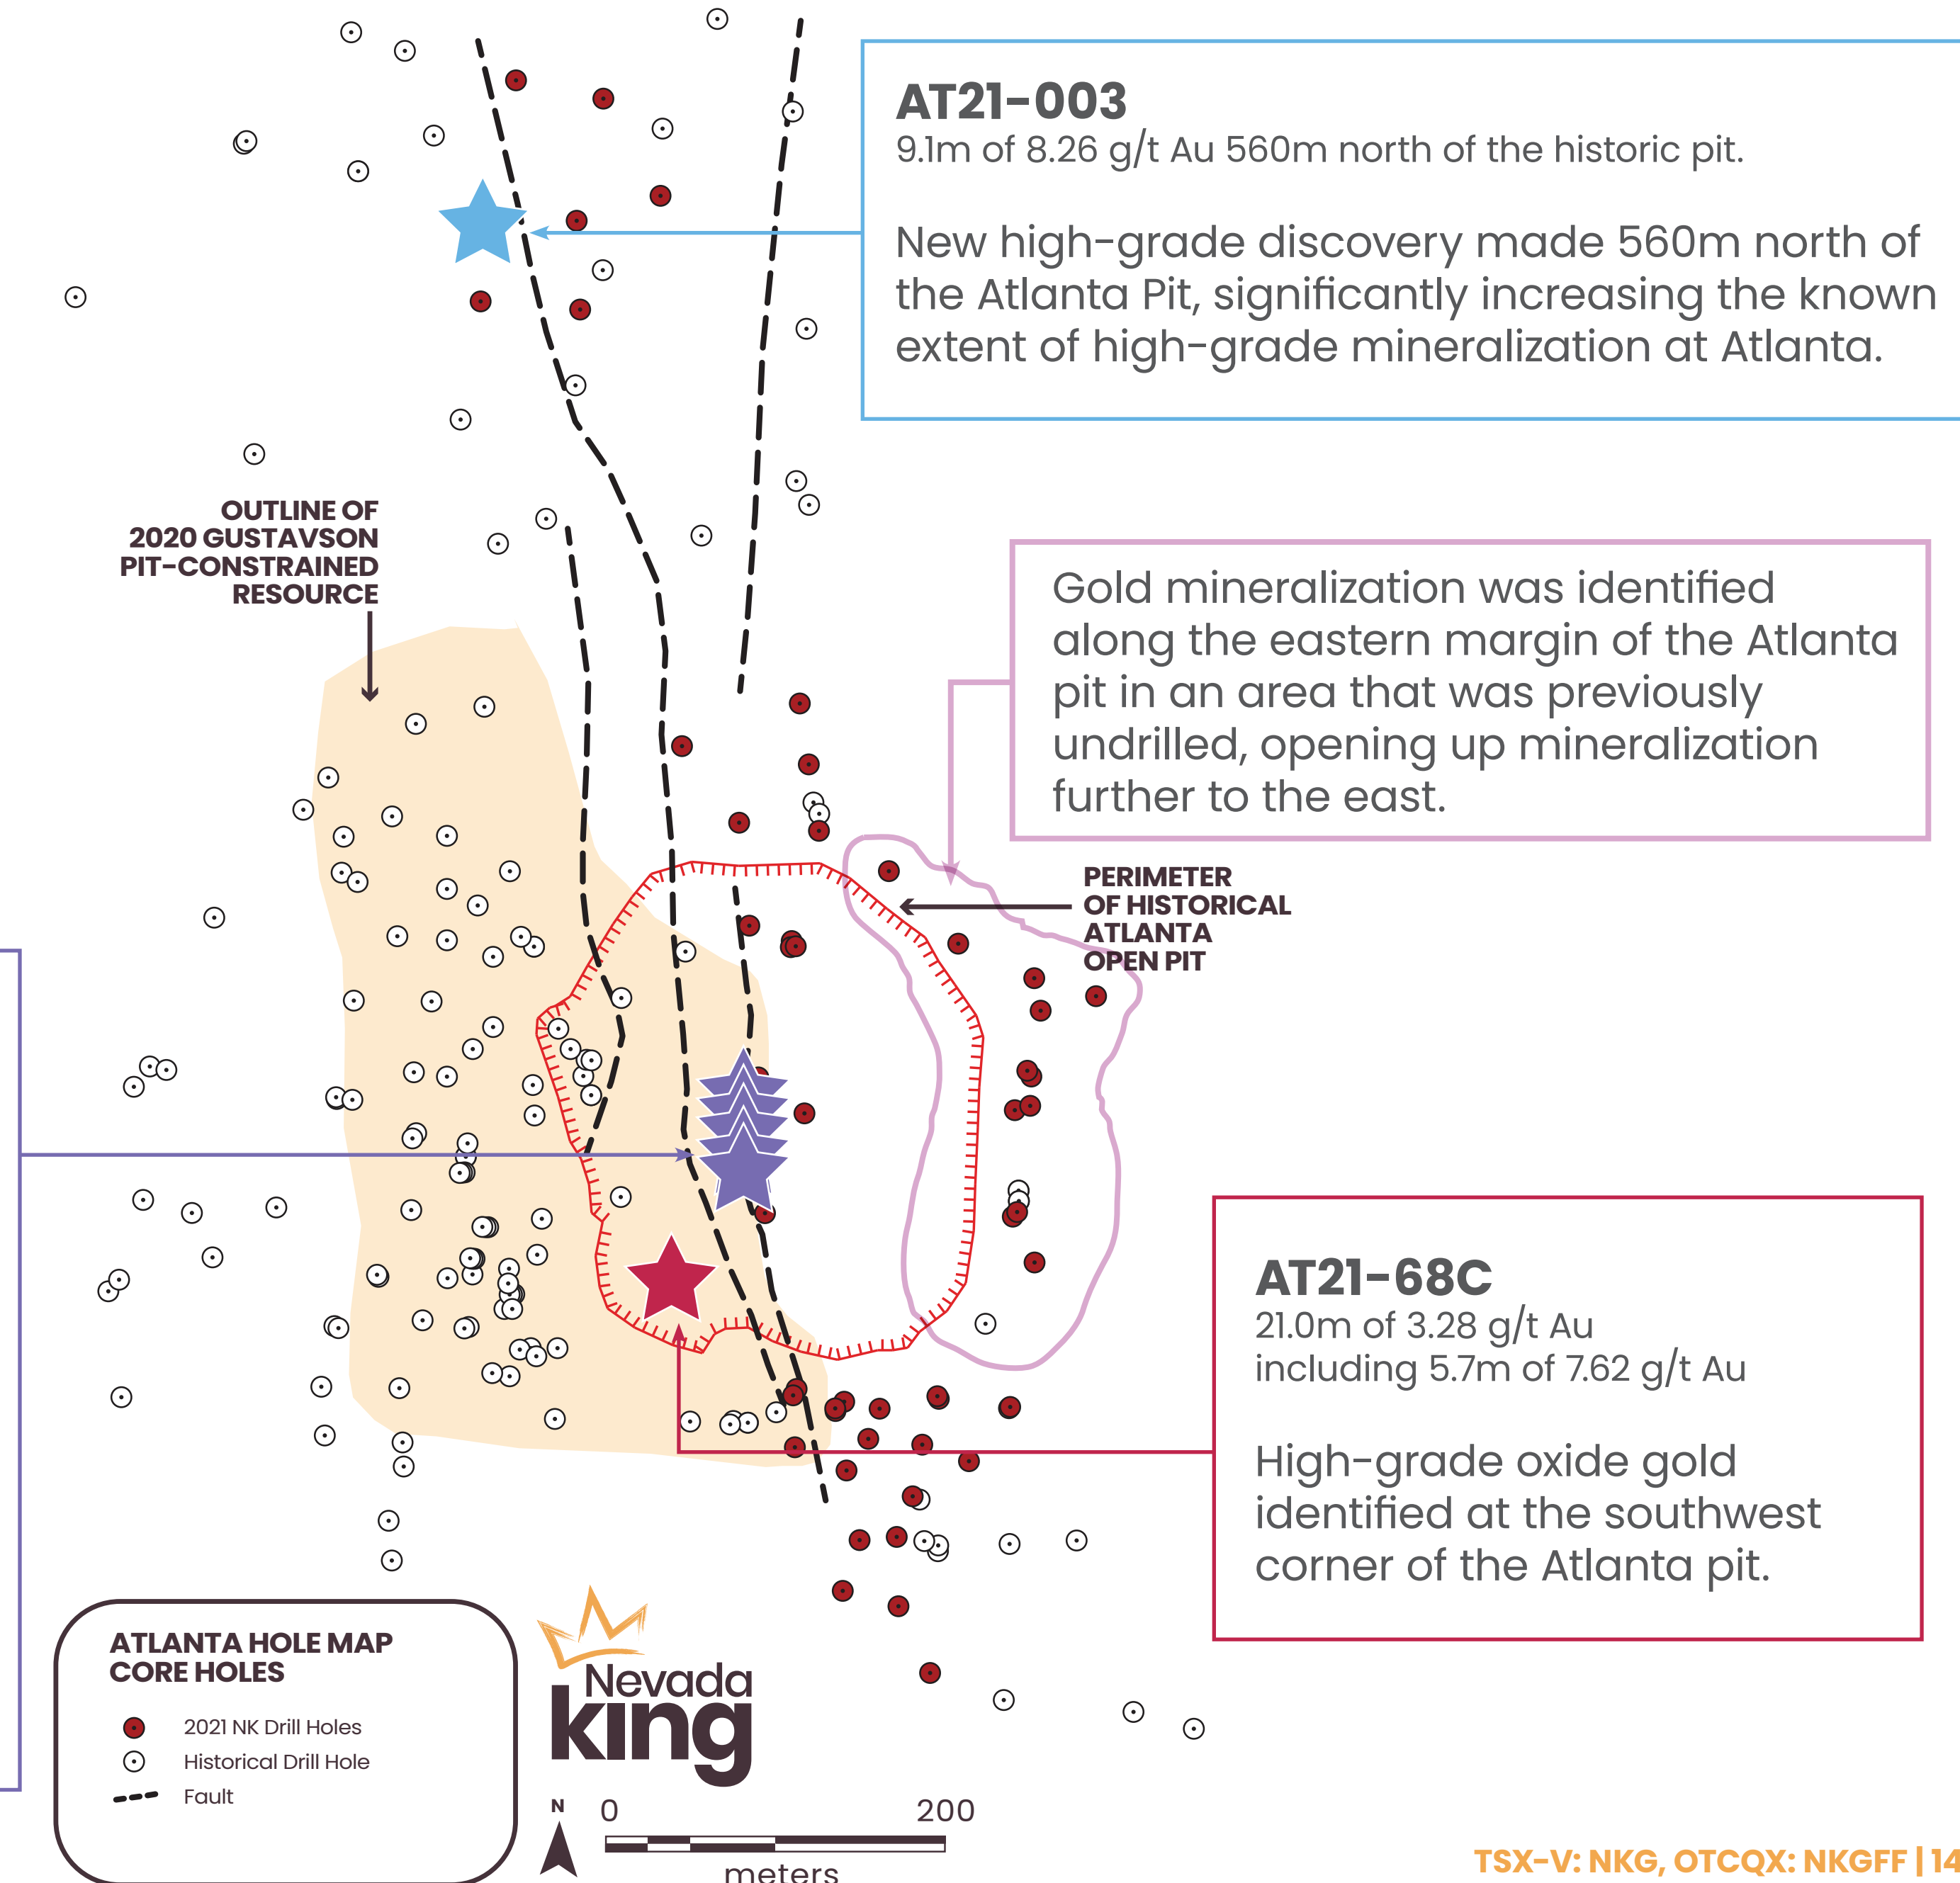 AT21-003
9.1m of 8.26 g/t Au 560m north of the historic pit.
New high-grade discovery made 560m north of
the Atlanta Pit, significantly increasing the known
extent of high-grade mineralization at Atlanta.
OUTLINE OF
2020 GUSTAVSON
PIT-CONSTRAINED
RESOURCE
Gold mineralization was identified
along the eastern margin of the Atlanta
pit in an area that was previously
undrilled, opening up mineralization
further to the east.
PERIMETER
OF HISTORICAL
ATLANTA
OPEN PIT
AT21-68C
21.0m of 3.28 g/t Au
including 5.7m of 7.62 g/t Au
High-grade oxide gold
identified at the southwest
corner of the Atlanta pit.
ATLANTA HOLE MAP
CORE HOLES
2021 NK Drill Holes
Historical Drill Hole
Fault
Nevada
king
N
0 200
meters
TSX-V: NKG, OTCQX: NKGFF | 14